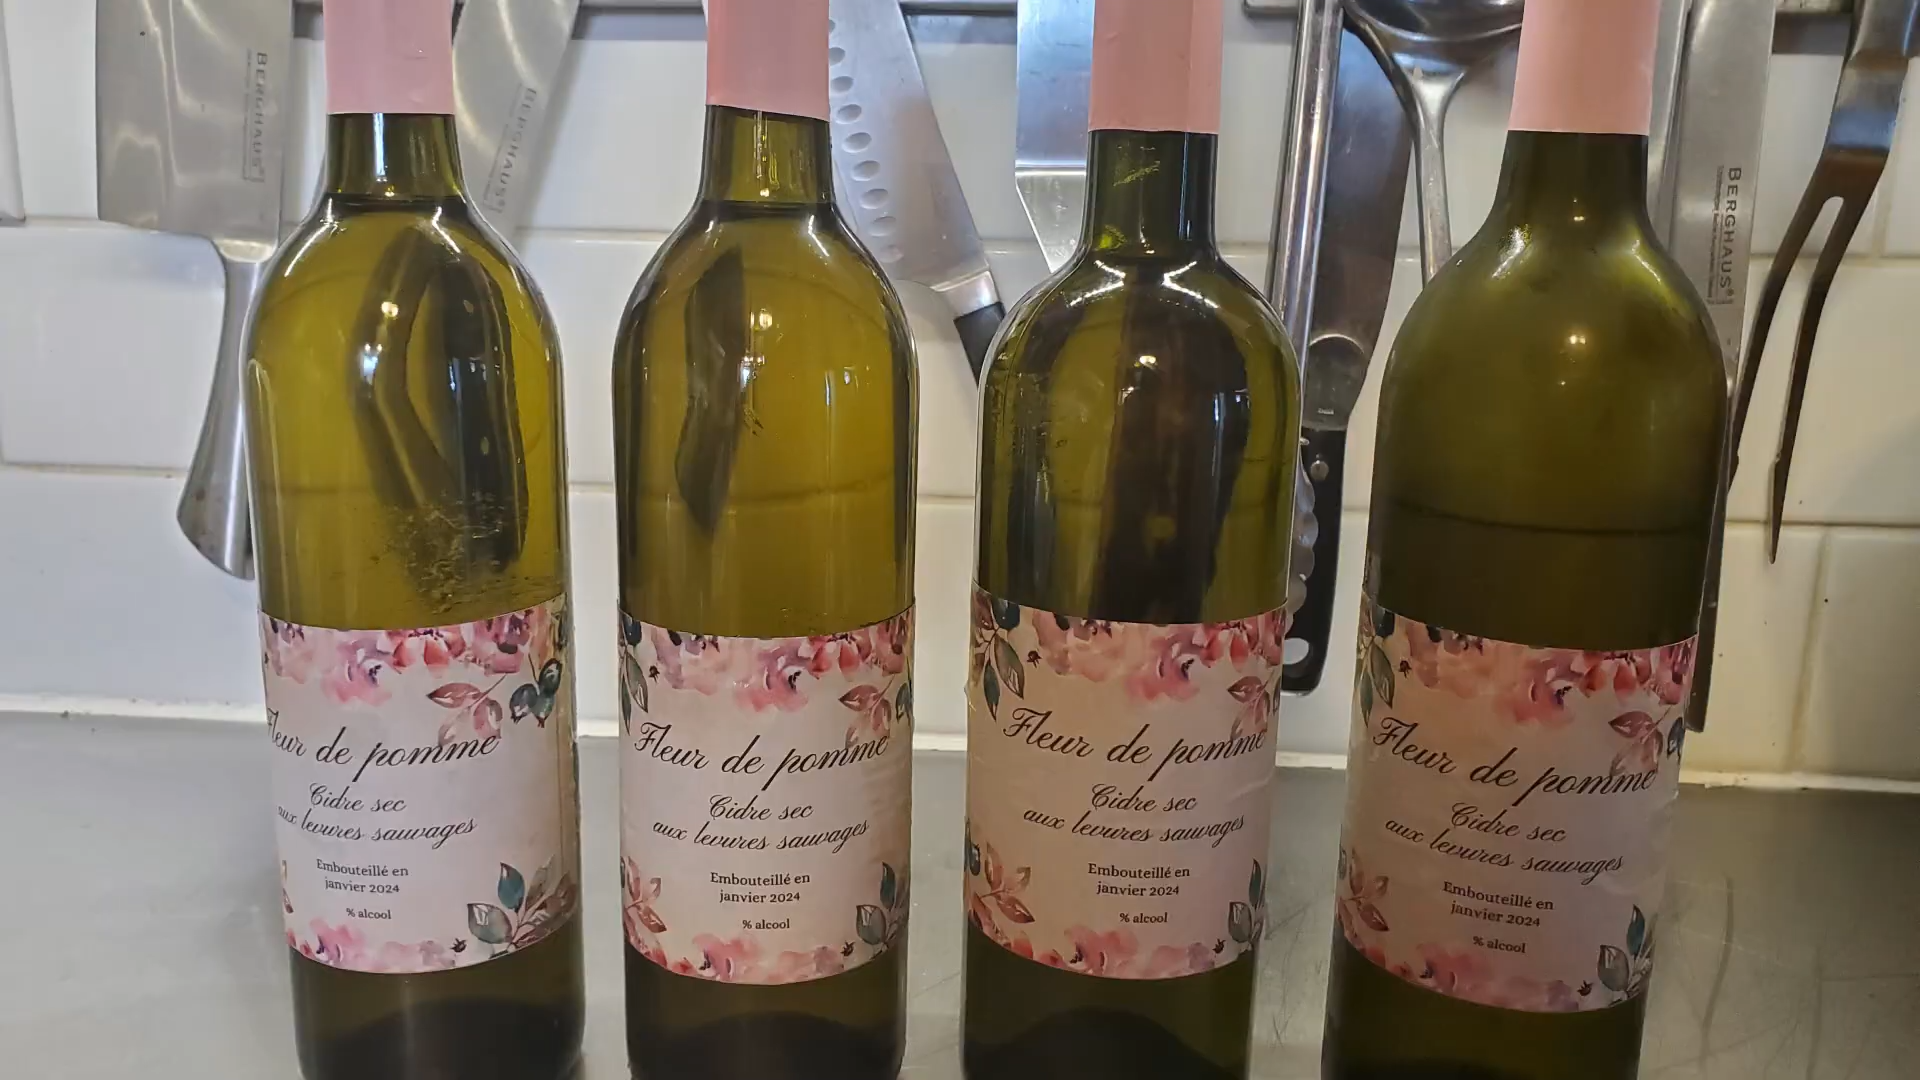 BERGHAUS
BERGHAUS
BERGHAUS
Fleur de pomme
Cidre sec
aux levures sauvages
Embouteillé en
janvier 2024
% alcool
Fleur de pomme
Cidre sec
aux levures sauvages
Embouteillé en
janvier 2024
% alcool
Fleur de pomme
Cidre sec
aux levures sauvages
Embouteillé en
janvier 2024
% alcool
Fleur de pomme
Cidre sec
aux levures sauvages
Embouteillé en
janvier 2024
% alcool